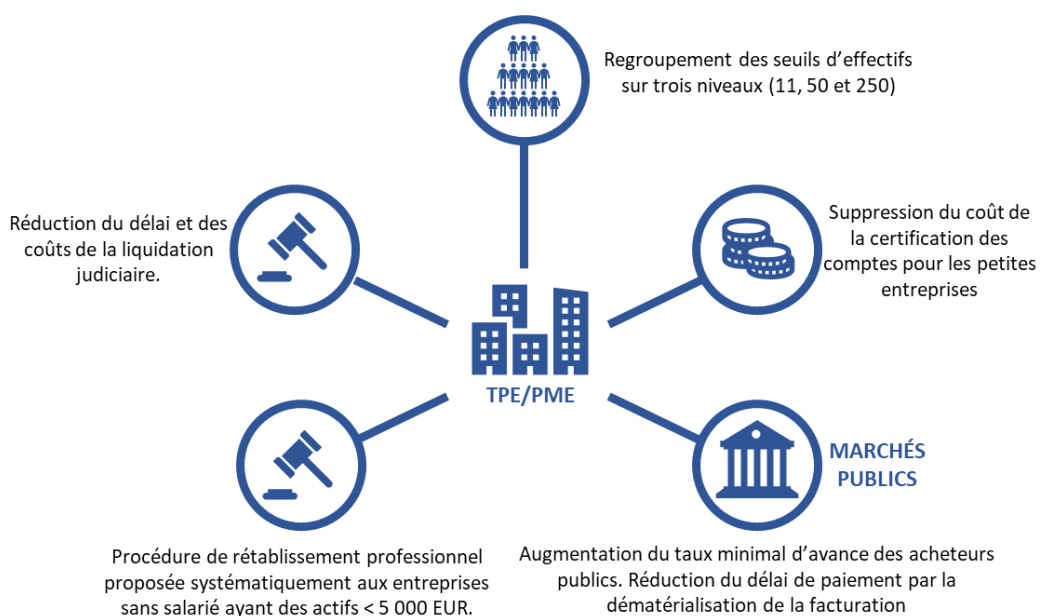 Regroupement des seuils d’effectifs
sur trois niveaux (11, 50 et 250)
Réduction du délai et des
coûts de la liquidation
judiciaire.
Suppression du coût de
la certification des
comptes pour les petites
entreprises
TPE/PME
MARCHÉS
PUBLICS
Procédure de rétablissement professionnel
proposée systématiquement aux entreprises
sans salarié ayant des actifs < 5 000 EUR.
Augmentation du taux minimal d’avance des acheteurs
publics. Réduction du délai de paiement par la
dématérialisation de la facturation